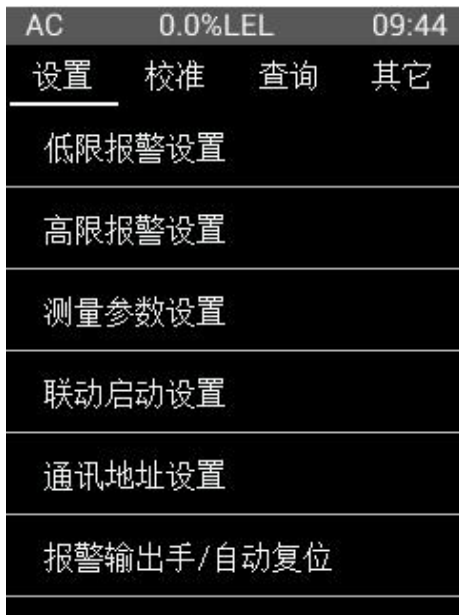 AC 0.0%LEL 09:44
设置 校准 查询 其它
低限报警设置
高限报警设置
测量参数设置
联动启动设置
通讯地址设置
报警输出手/自动复位